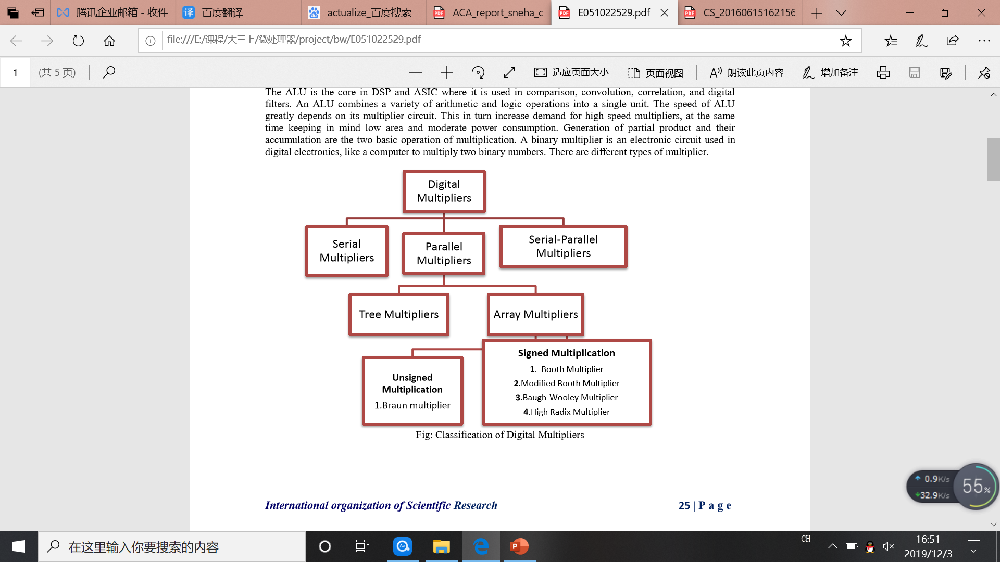 腾讯企业邮箱 - 收件
百度翻译
actualize_百度搜索
ACA_report_sneha_cl
E051022529.pdf
CS_20160615162156
file:///E:/课程/大三上/微处理器/project/bw/E051022529.pdf
1 (共 5 页)
适应页面大小
页面视图
朗读此页内容
增加备注
The ALU is the core in DSP and ASIC where it is used in comparison, convolution, correlation, and digital
filters. An ALU combines a variety of arithmetic and logic operations into a single unit. The speed of ALU
greatly depends on its multiplier circuit. This in turn increase demand for high speed multipliers, at the same
time keeping in mind low area and moderate power consumption. Generation of partial product and their
accumulation are the two basic operation of multiplication. A binary multiplier is an electronic circuit used in
digital electronics, like a computer to multiply two binary numbers. There are different types of multiplier.
Digital
Multipliers
Serial
Multipliers
Parallel
Multipliers
Serial-Parallel
Multipliers
Tree Multipliers
Array Multipliers
Unsigned
Multiplication
1.Braun multiplier
Signed Multiplication
1. Booth Multiplier
2.Modified Booth Multiplier
3.Baugh-Wooley Multiplier
4.High Radix Multiplier
Fig: Classification of Digital Multipliers
International organization of Scientific Research
25 | P a g e
0.9K/s
32.9K/s
55%
在这里输入你要搜索的内容
CH
16:51
2019/12/3